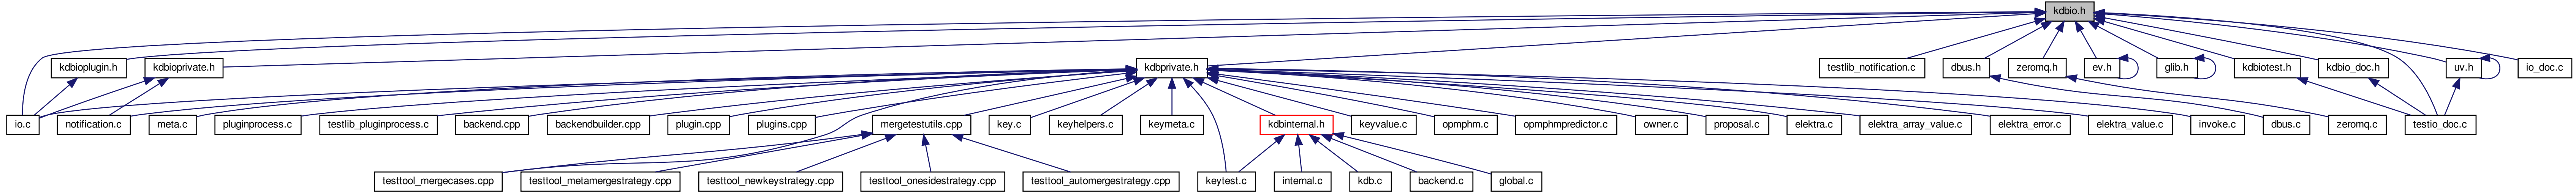 kdbio.h
kdbioplugin.h
kdbioprivate.h
kdbprivate.h
testlib_notification.c
dbus.h
zeromq.h
ev.h
glib.h
kdbiotest.h
kdbio_doc.h
uv.h
io_doc.c
io.c
notification.c
meta.c
pluginprocess.c
testlib_pluginprocess.c
backend.cpp
backendbuilder.cpp
plugin.cpp
plugins.cpp
mergetestutils.cpp
key.c
keyhelpers.c
keymeta.c
kdbinternal.h
keyvalue.c
opmphm.c
opmphmpredictor.c
owner.c
proposal.c
elektra.c
elektra_array_value.c
elektra_error.c
elektra_value.c
invoke.c
dbus.c
zeromq.c
testio_doc.c
testtool_mergecases.cpp
testtool_metamergestrategy.cpp
testtool_newkeystrategy.cpp
testtool_onesidestrategy.cpp
testtool_automergestrategy.cpp
keytest.c
internal.c
kdb.c
backend.c
global.c